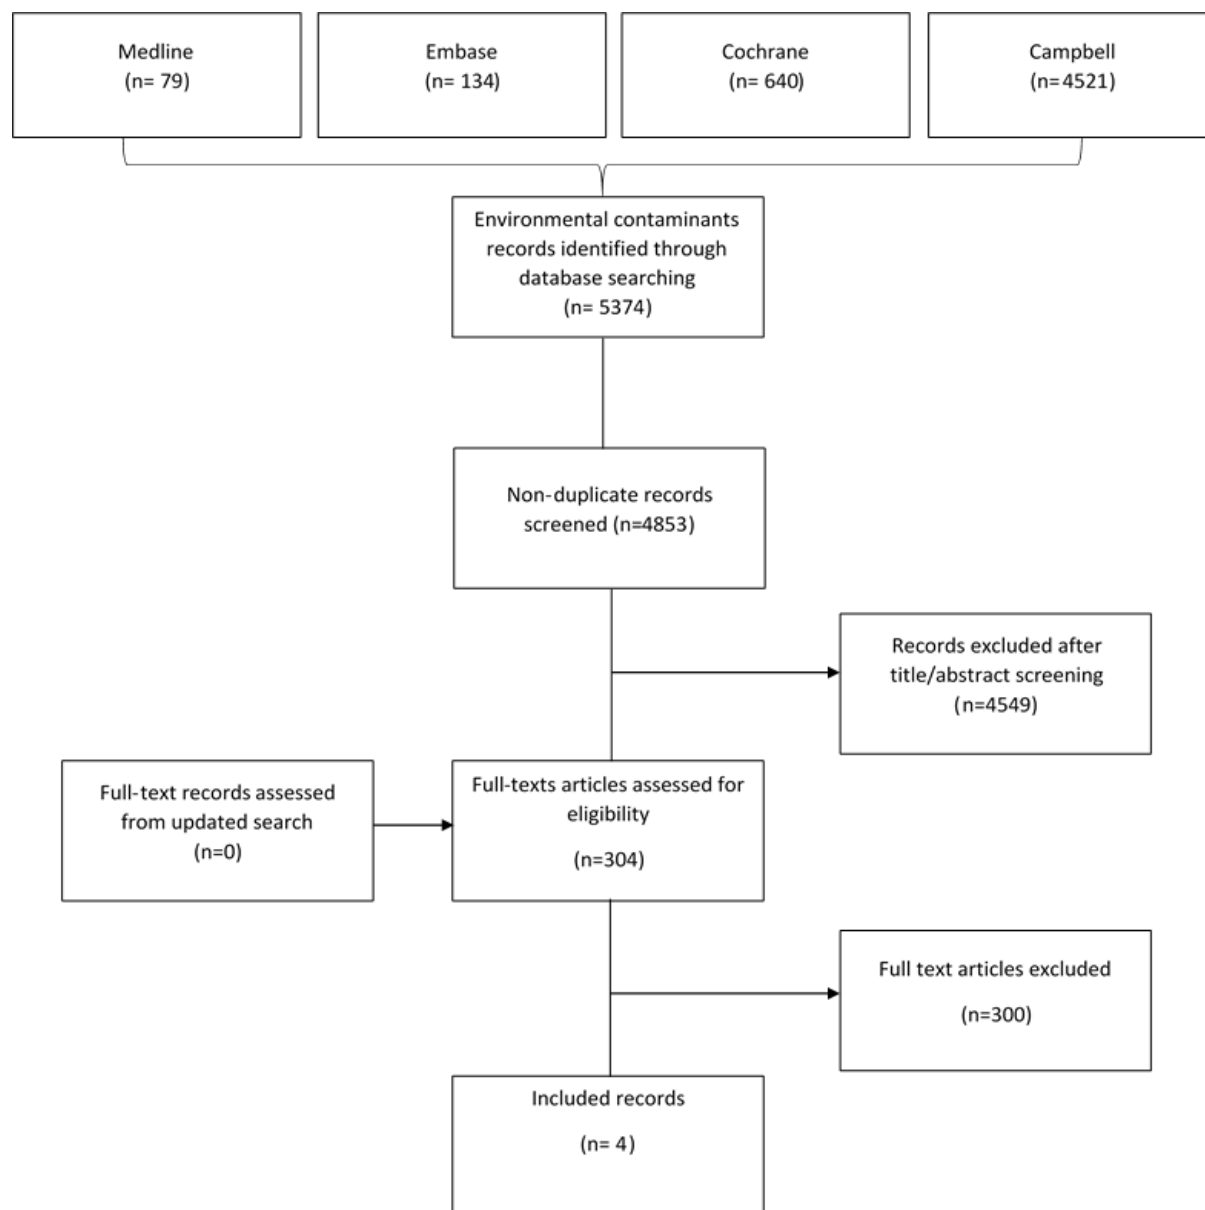 Medline
(n= 79)
Embase
(n= 134)
Cochrane
(n= 640)
Campbell
(n=4521)
Environmental contaminants
records identified through
database searching
(n= 5374)
Non-duplicate records
screened (n=4853)
Records excluded after
title/abstract screening
(n=4549)
Full-text records assessed
from updated search
(n=0)
Full-texts articles assessed for
eligibility
(n=304)
Full text articles excluded
(n=300)
Included records
(n= 4)